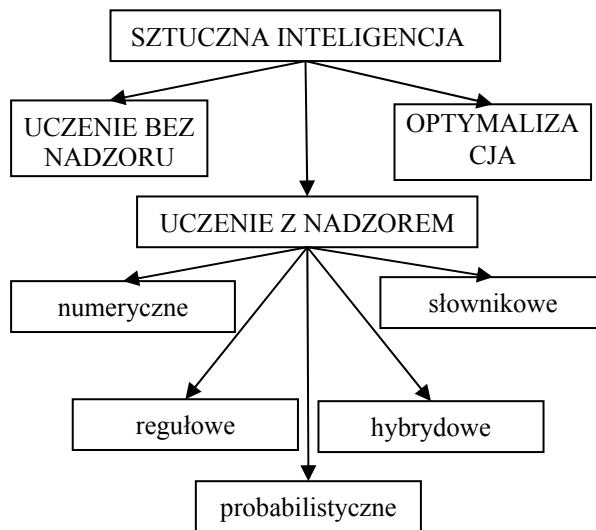 SZTUCZNA INTELIGENCJA
UCZENIE BEZ
NADZORU
OPTYMALIZA
CJA
UCZENIE Z NADZOREM
numeryczne
słownikowe
regułowe
hybrydowe
probabilistyczne